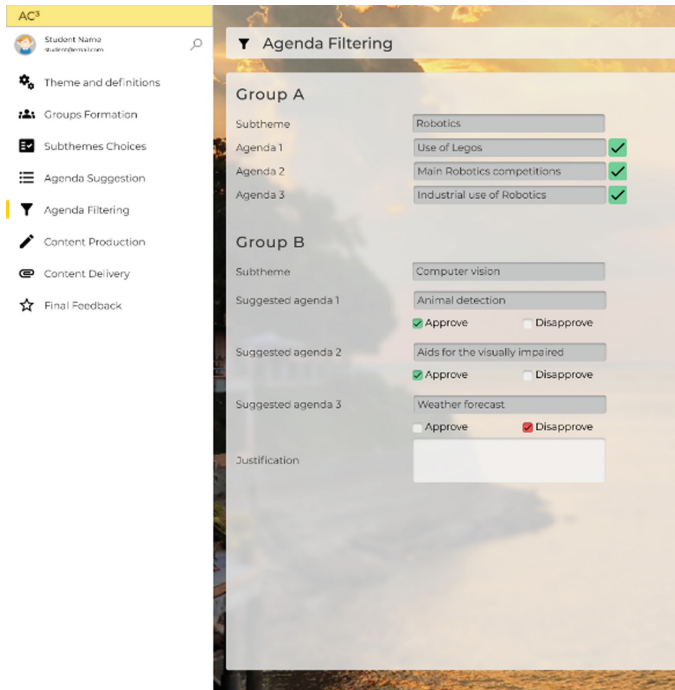 AC³
Student Name
student@email.com
Theme and definitions
Groups Formation
Subthemes Choices
Agenda Suggestion
Agenda Filtering
Content Production
Content Delivery
Final Feedback
Agenda Filtering
Group A
Subtheme Robotics
Agenda 1 Use of Legos
Agenda 2 Main Robotics competitions
Agenda 3 Industrial use of Robotics
Group B
Subtheme Computer vision
Suggested agenda 1 Animal detection
Approve Disapprove
Suggested agenda 2 Aids for the visually impaired
Approve Disapprove
Suggested agenda 3 Weather forecast
Approve Disapprove
Justification